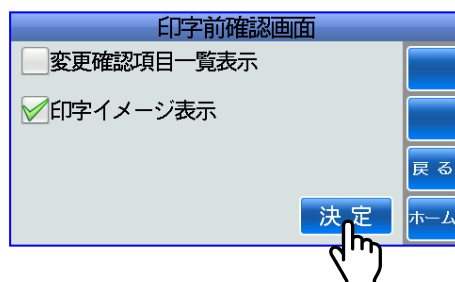 印字前確認画面
変更確認項目一覧表示
印字イメージ表示
戻る
決定
ホーム